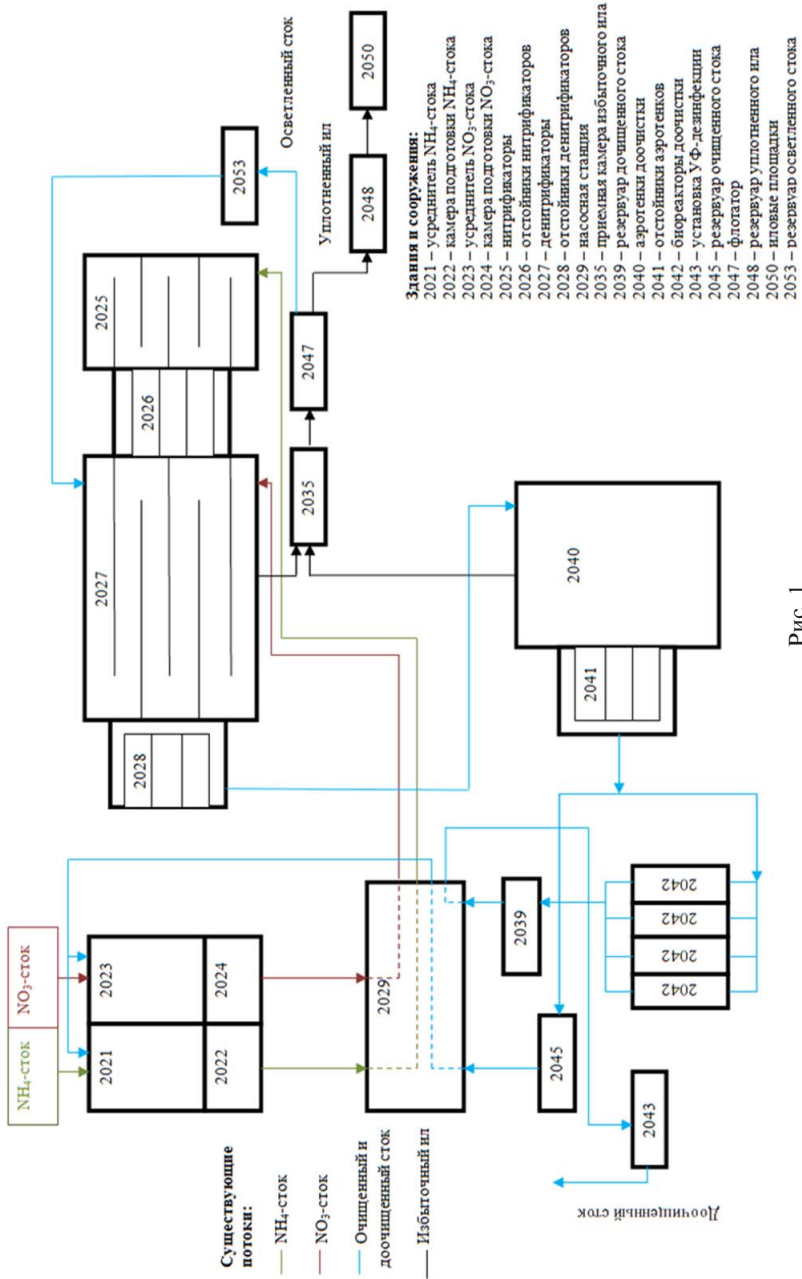 NH₄-сток
NO₃-сток
2021
2023
2022
2024
2029
2028
2027
2026
2025
2053
Осветленный сток
Уплотненный ил
2035
2047
2048
2050
2045
2039
2042
2042
2042
2042
2043
2041
2040
Доочищенный сток
Существующие
потоки:
NH₄-сток
NO₃-сток
Очищенный и
доочищенный сток
Избыточный ил
Здания и сооружения:
2021 – усреднитель NH₄-стока
2022 – камера подготовки NH₄-стока
2023 – усреднитель NO₃-стока
2024 – камера подготовки NO₃-стока
2025 – нитрификаторы
2026 – отстойники нитрификаторов
2027 – денитрификаторы
2028 – отстойники денитрификаторов
2029 – насосная станция
2035 – приемная камера избыточного ила
2039 – резервуар доочищенного стока
2040 – аэротенки доочистки
2041 – отстойники аэротенков
2042 – биореакторы доочистки
2043 – установка УФ-дезинфекции
2045 – резервуар очищенного стока
2047 – флотатор
2048 – резервуар уплотненного ила
2050 – иловые площадки
2053 – резервуар осветленного стока
Рис. 1